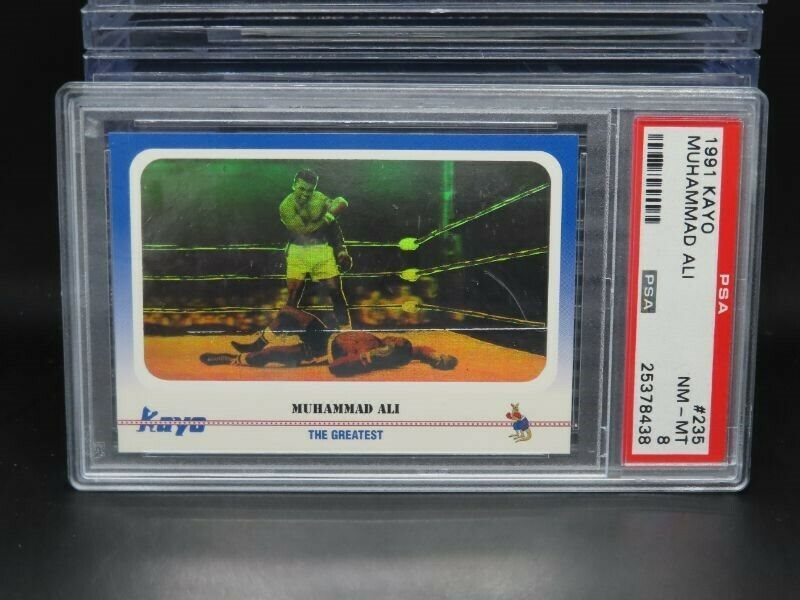 MUHAMMAD ALI
Kayo
THE GREATEST
1991 KAYO #235
MUHAMMAD ALI NM - MT
8
PSA 25378438
PSA